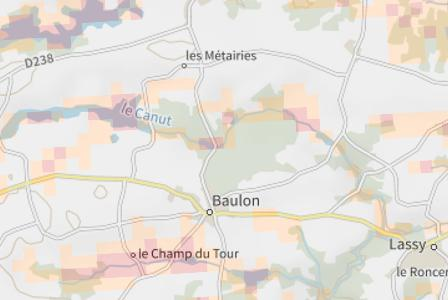 les Métairies
D238
le Canut
Baulon
Lassy
le Champ du Tour
le Roncer